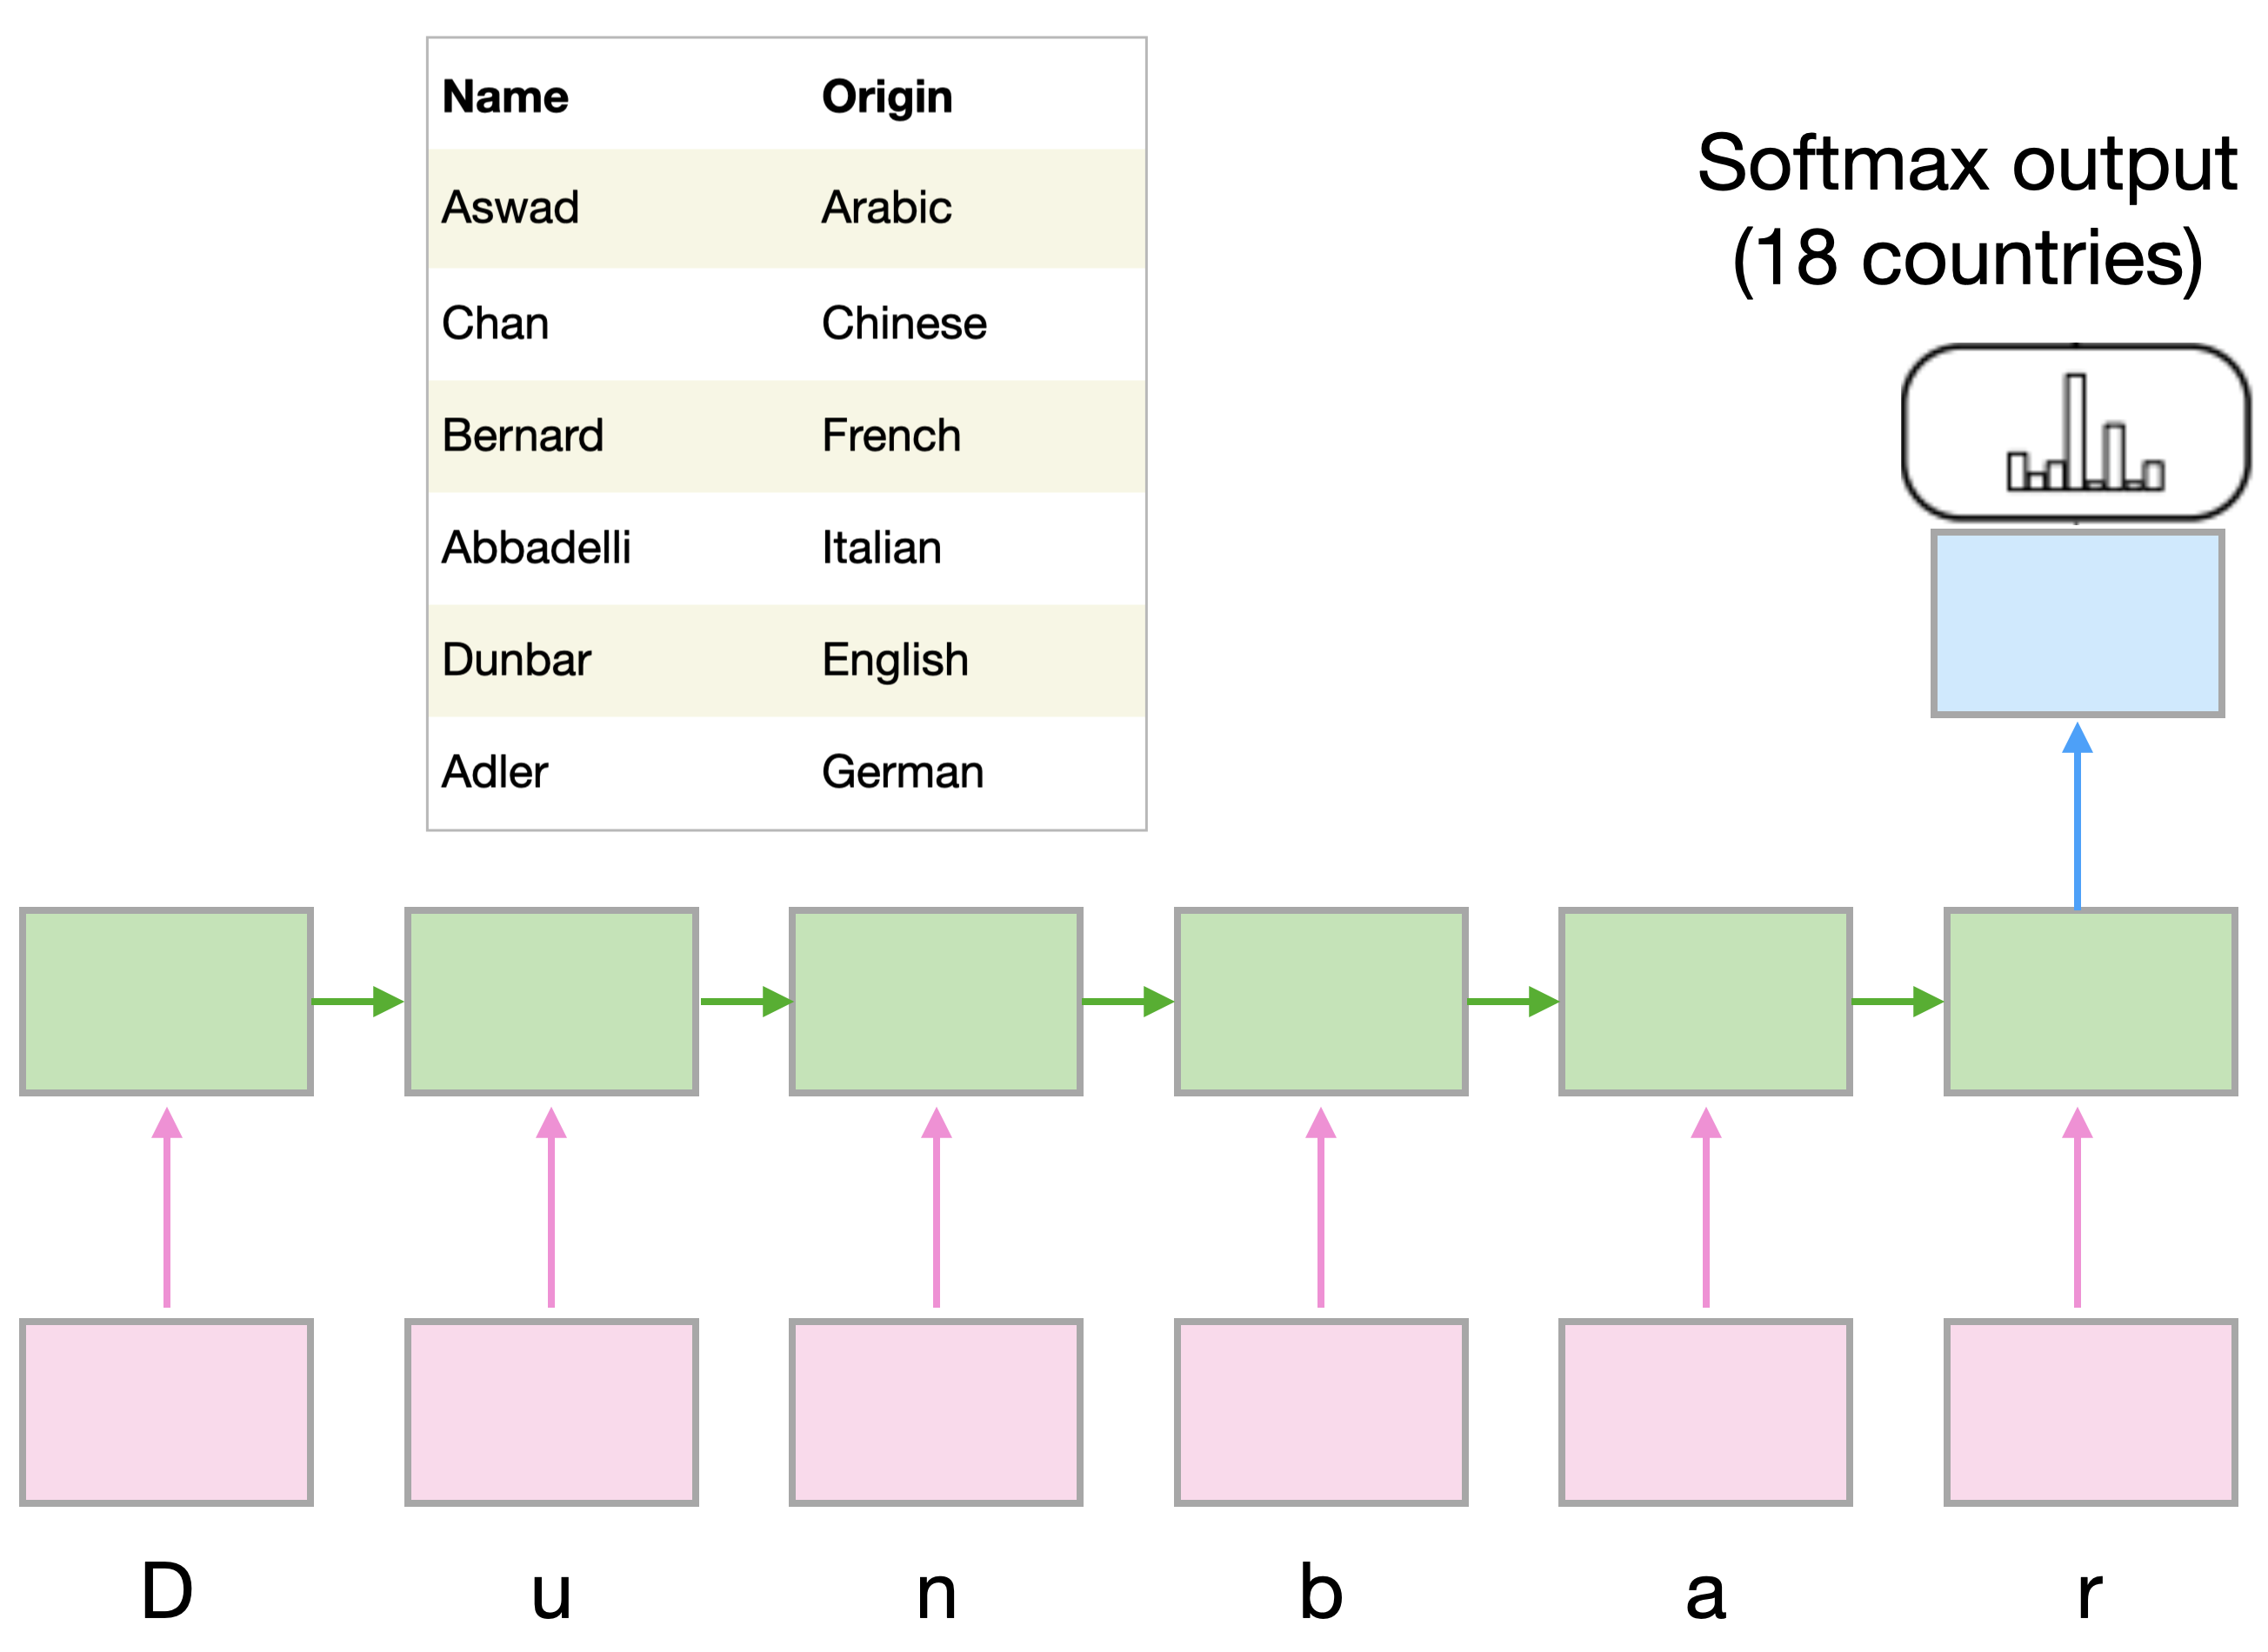 Name Origin
Aswad Arabic
Chan Chinese
Bernard French
Abbadelli Italian
Dunbar English
Adler German
Softmax output
(18 countries)
D u n b a r